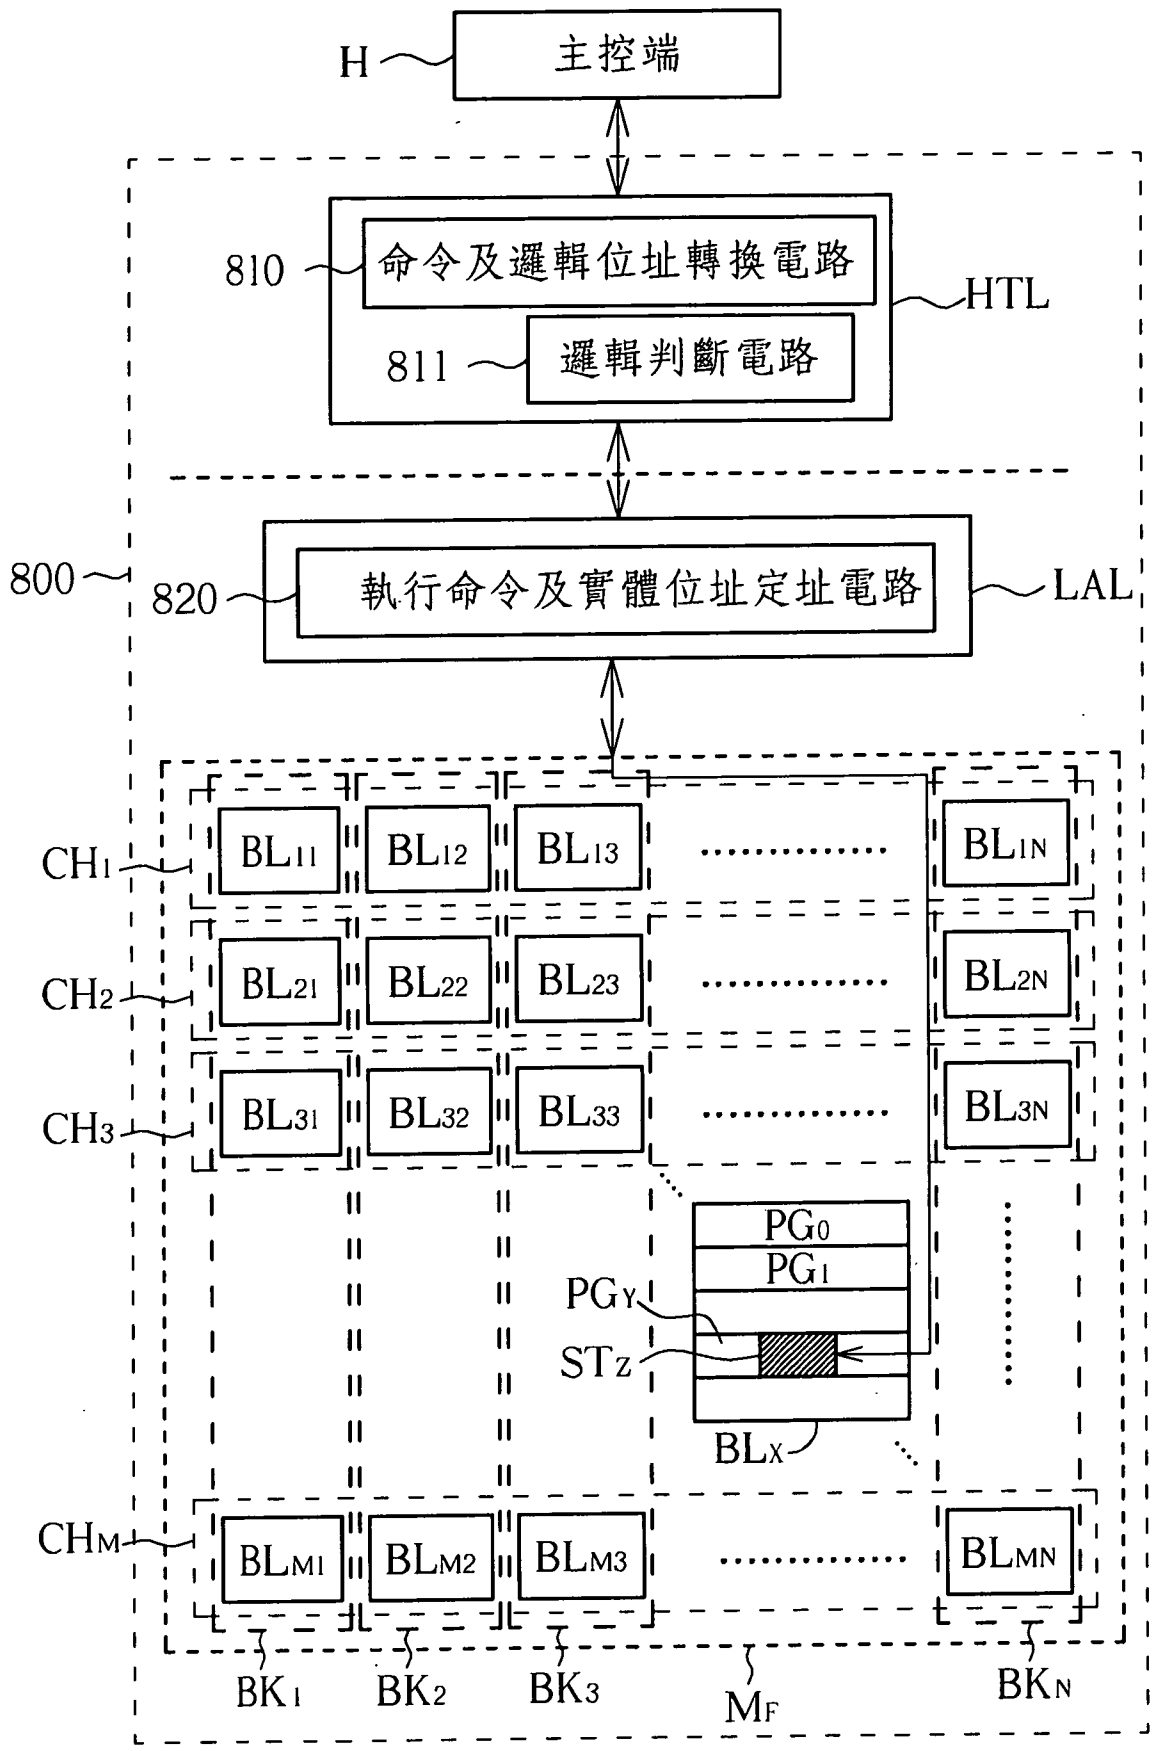 H 主控端
810 命令及邏輯位址轉換電路
HTL
811 邏輯判斷電路
800
820 執行命令及實體位址定址電路
LAL
CH1 BL11 BL12 BL13 ............ BL1N
CH2 BL21 BL22 BL23 ............ BL2N
CH3 BL31 BL32 BL33 ............ BL3N
PG0
PG1
PGY
STZ
BLX
CHM BLM1 BLM2 BLM3 ............ BLMN
BK1 BK2 BK3 MF BKN